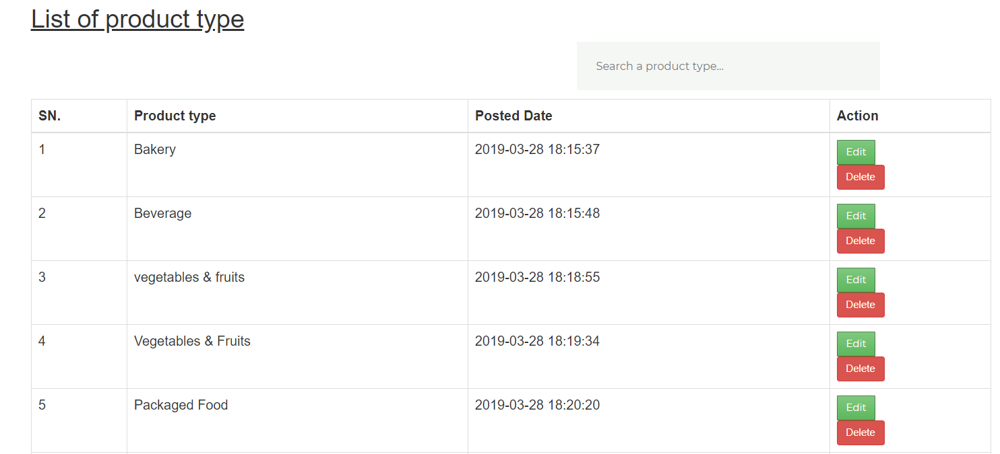 List of product type
Search a product type...
SN. Product type Posted Date Action
1 Bakery 2019-03-28 18:15:37 Edit
Delete
2 Beverage 2019-03-28 18:15:48 Edit
Delete
3 vegetables & fruits 2019-03-28 18:18:55 Edit
Delete
4 Vegetables & Fruits 2019-03-28 18:19:34 Edit
Delete
5 Packaged Food 2019-03-28 18:20:20 Edit
Delete